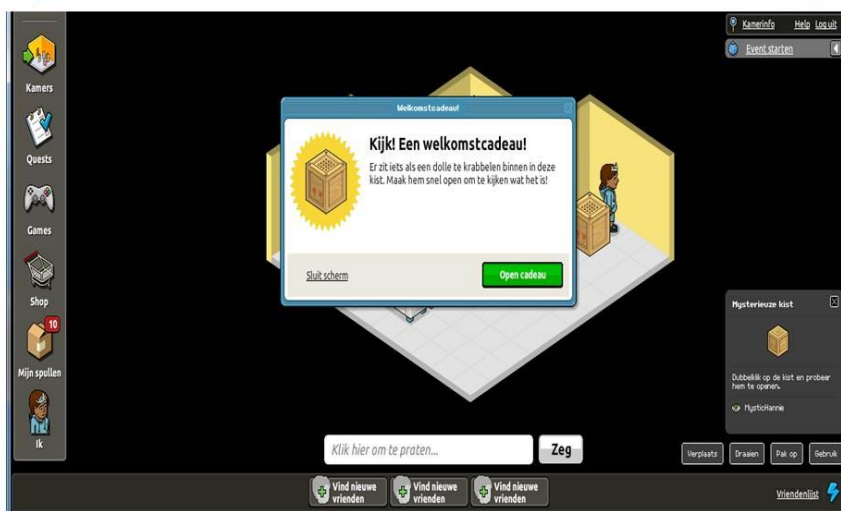 Kamerinfo
Help
Log uit
Event starten
Kamers
Quests
Games
Shop
10
Mijn spullen
Ik
Welkomstcadeau!
Kijk! Een welkomstcadeau!
Er zit iets als een dolle te krabbelen binnen in deze
kist. Maak hem snel open om te kijken wat het is!
Sluit scherm
Open cadeau
Mysterieuze kist
Dubbelklik op de kist en probeer
hem te openen.
MysticHannie
Klik hier om te praten...
Zeg
Verplaats
Draaien
Pak op
Gebruik
Vind nieuwe
vrienden
Vind nieuwe
vrienden
Vind nieuwe
vrienden
Vriendenlijst